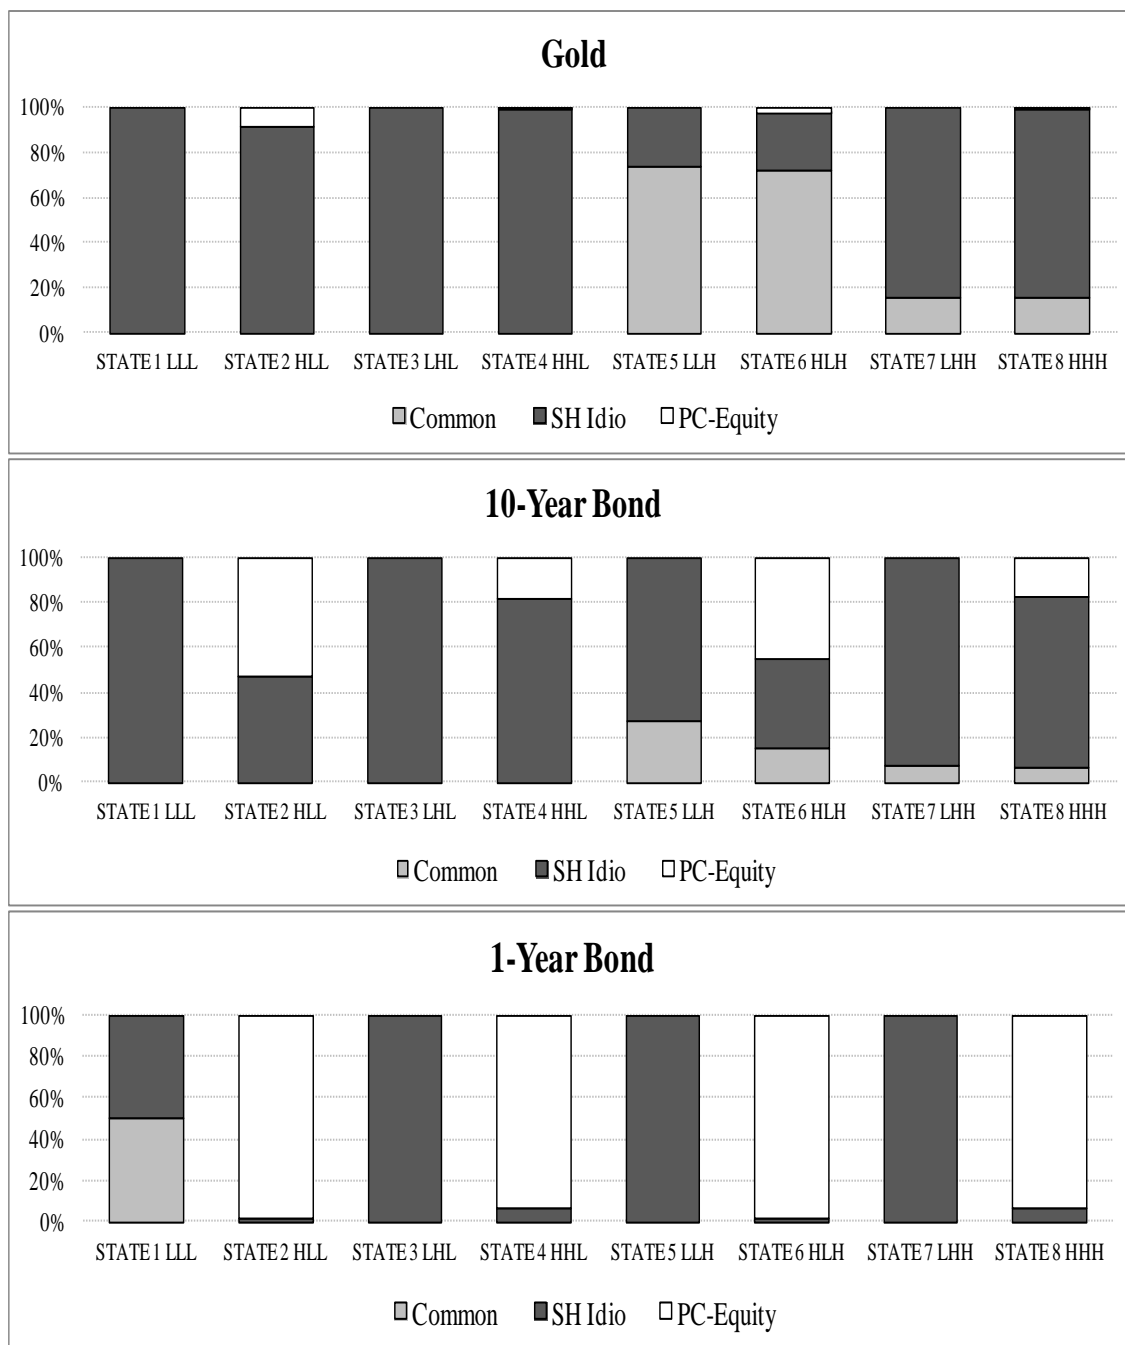 Gold
100%
80%
60%
40%
20%
0%
STATE 1 LLL STATE 2 HLL STATE 3 LHL STATE 4 HHL STATE 5 LLH STATE 6 HLH STATE 7 LHH STATE 8 HHH
Common SH Idio PC-Equity
10-Year Bond
100%
80%
60%
40%
20%
0%
STATE 1 LLL STATE 2 HLL STATE 3 LHL STATE 4 HHL STATE 5 LLH STATE 6 HLH STATE 7 LHH STATE 8 HHH
Common SH Idio PC-Equity
1-Year Bond
100%
80%
60%
40%
20%
0%
STATE 1 LLL STATE 2 HLL STATE 3 LHL STATE 4 HHL STATE 5 LLH STATE 6 HLH STATE 7 LHH STATE 8 HHH
Common SH Idio PC-Equity